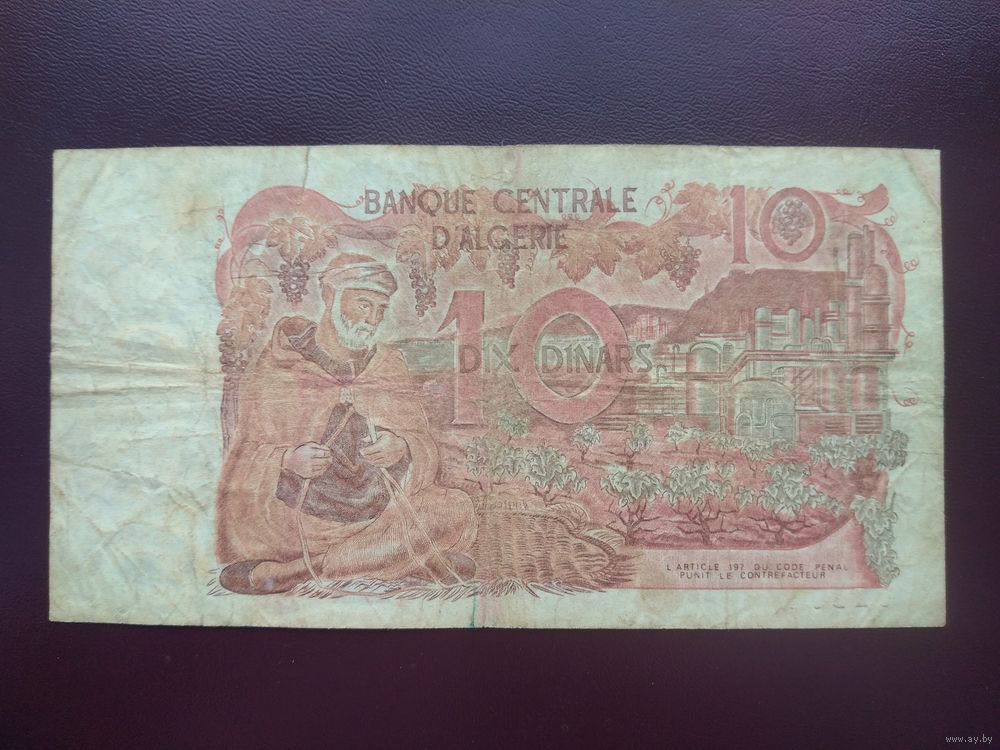 BANQUE CENTRALE
D'ALGERIE
10
10
DIX DINARS
L'ARTICLE 197 DU CODE PENAL
PUNIT LE CONTREFACTEUR
www.ay.by